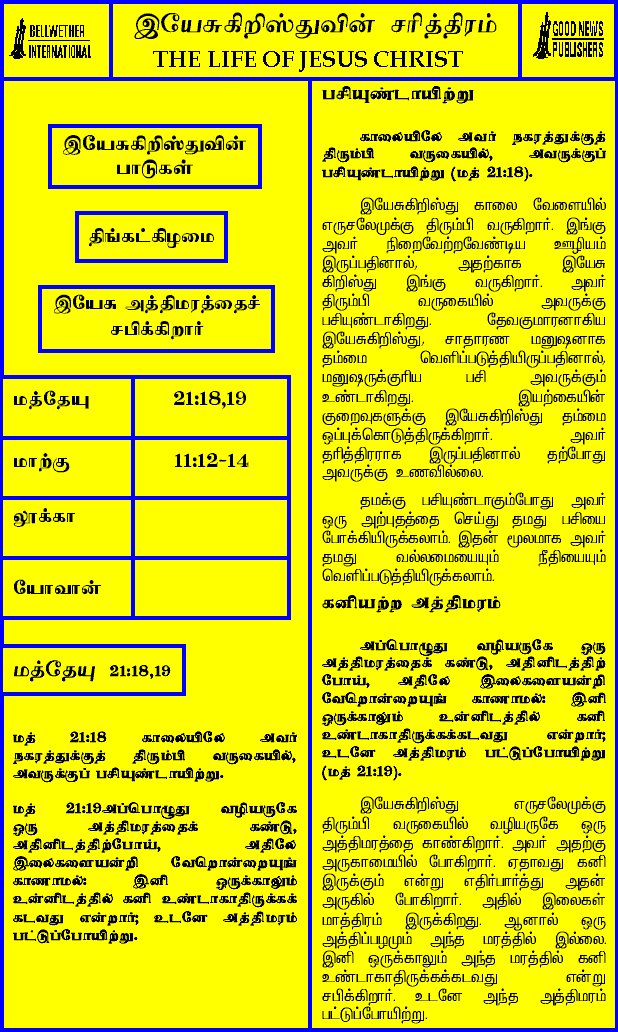 BELLWETHER
INTERNATIONAL
இயேசுகிறிஸ்துவின் சரித்திரம்
THE LIFE OF JESUS CHRIST
GOOD NEWS
PUBLISHERS
இயேசுகிறிஸ்துவின்
பாடுகள்
திங்கட்கிழமை
இயேசு அத்திமரத்தைச்
சபிக்கிறார்
மத்தேயு 21:18,19
மாற்கு 11:12-14
லூக்கா
யோவான்
மத்தேயு 21:18,19
மத் 21:18 காலையிலே அவர்
நகரத்துக்குத் திரும்பி வருகையில்,
அவருக்குப் பசியுண்டாயிற்று.
மத் 21:19அப்பொழுது வழியருகே
ஒரு அத்திமரத்தைக் கண்டு,
அதினிடத்திற்போய், அதிலே
இலைகளையன்றி வேறொன்றையுங்
காணாமல்: இனி ஒருக்காலும்
உன்னிடத்தில் கனி உண்டாகாதிருக்கக்
கடவது என்றார்; உடனே அத்திமரம்
பட்டுப்போயிற்று.
பசியுண்டாயிற்று
காலையிலே அவர் நகரத்துக்குத்
திரும்பி வருகையில், அவருக்குப்
பசியுண்டாயிற்று (மத் 21:18).
இயேசுகிறிஸ்து காலை வேளையில்
எருசலேமுக்கு திரும்பி வருகிறார். இங்கு
அவர் நிறைவேற்றவேண்டிய ஊழியம்
இருப்பதினால், அதற்காக இயேசு
கிறிஸ்து இங்கு வருகிறார். அவர்
திரும்பி வருகையில் அவருக்கு
பசியுண்டாகிறது. தேவகுமாரனாகிய
இயேசுகிறிஸ்து, சாதாரண மனுஷனாக
தம்மை வெளிப்படுத்தியிருப்பதினால்,
மனுஷருக்குரிய பசி அவருக்கும்
உண்டாகிறது. இயற்கையின்
குறைவுகளுக்கு இயேசுகிறிஸ்து தம்மை
ஒப்புக்கொடுத்திருக்கிறார். அவர்
தரித்திரராக இருப்பதினால் தற்போது
அவருக்கு உணவில்லை.
தமக்கு பசியுண்டாகும்போது அவர்
ஒரு அற்புதத்தை செய்து தமது பசியை
போக்கியிருக்கலாம். இதன் மூலமாக அவர்
தமது வல்லமையையும் நீதியையும்
வெளிப்படுத்தியிருக்கலாம்.
கனியற்ற அத்திமரம்
அப்பொழுது வழியருகே ஒரு
அத்திமரத்தைக் கண்டு, அதினிடத்திற்
போய், அதிலே இலைகளையன்றி
வேறொன்றையுங் காணாமல்: இனி
ஒருக்காலும் உன்னிடத்தில் கனி
உண்டாகாதிருக்கக்கடவது என்றார்;
உடனே அத்திமரம் பட்டுப்போயிற்று
(மத் 21:19).
இயேசுகிறிஸ்து எருசலேமுக்கு
திரும்பி வருகையில் வழியருகே ஒரு
அத்திமரத்தை காண்கிறார். அவர் அதற்கு
அருகாமையில் போகிறார். ஏதாவது கனி
இருக்கும் என்று எதிர்பார்த்து அதன்
அருகில் போகிறார். அதில் இலைகள்
மாத்திரம் இருக்கிறது. ஆனால் ஒரு
அத்திப்பழமும் அந்த மரத்தில் இல்லை.
இனி ஒருக்காலும் அந்த மரத்தில் கனி
உண்டாகாதிருக்கக்கடவது என்று
சபிக்கிறார். உடனே அந்த அத்திமரம்
பட்டுப்போயிற்று.